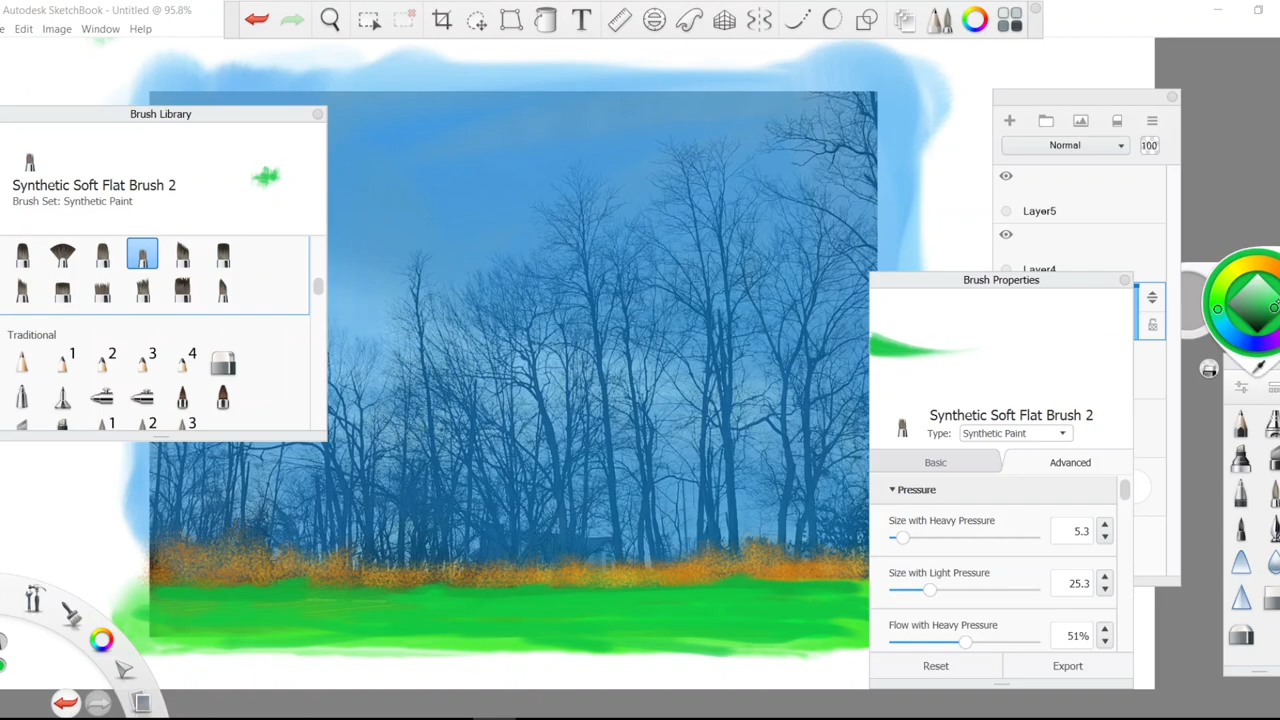 Autodesk SketchBook - Untitled @ 95.8%
Edit Image Window Help
Brush Library
Synthetic Soft Flat Brush 2
Brush Set: Synthetic Paint
Traditional
1 2 3 4
1 2 3
Normal 100
Layer5
Layer4
Brush Properties
Synthetic Soft Flat Brush 2
Type: Synthetic Paint
Basic Advanced
Pressure
Size with Heavy Pressure 5.3
Size with Light Pressure 25.3
Flow with Heavy Pressure 51%
Reset Export